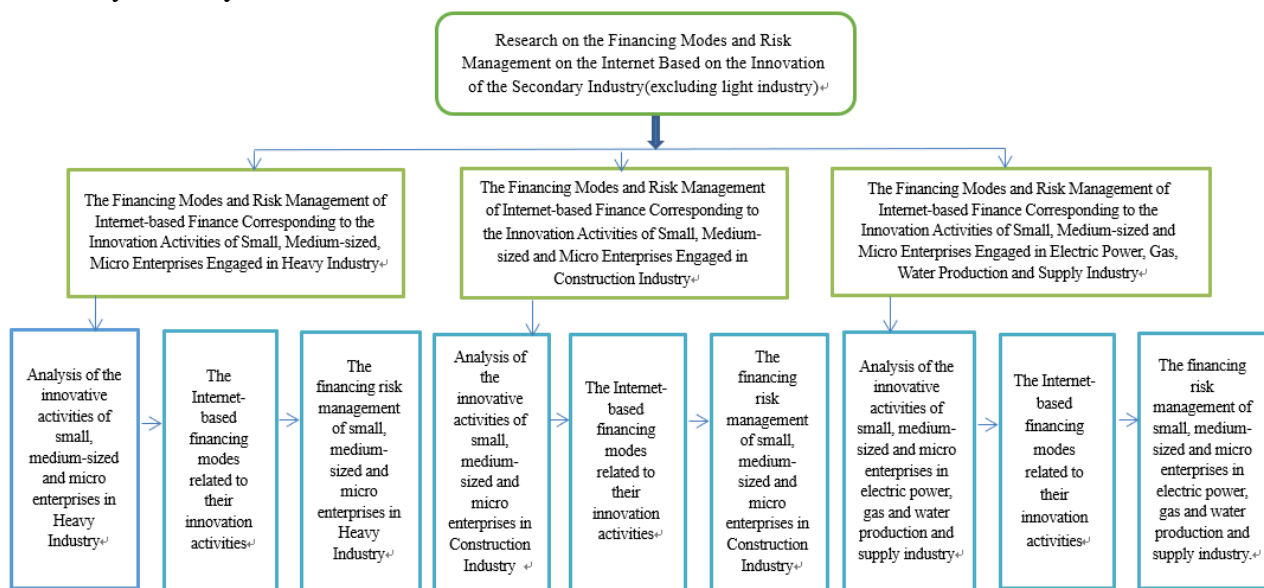 Research on the Financing Modes and Risk
Management on the Internet Based on the Innovation
of the Secondary Industry(excluding light industry)↵
The Financing Modes and Risk Management of
Internet-based Finance Corresponding to the
Innovation Activities of Small, Medium-sized,
Micro Enterprises Engaged in Heavy Industry↵
The Financing Modes and Risk Management
of Internet-based Finance Corresponding to
the Innovation Activities of Small, Medium-
sized and Micro Enterprises Engaged in
Construction Industry↵
The Financing Modes and Risk Management of
Internet-based Finance Corresponding to the
Innovation Activities of Small, Medium-sized and
Micro Enterprises Engaged in Electric Power, Gas,
Water Production and Supply Industry↵
Analysis of the
innovative
activities of
small,
medium-sized
and micro
enterprises in
Heavy
Industry↵
The
Internet-
based
financing
modes
related to
their
innovation
activities↵
The
financing risk
management
of small,
medium-
sized and
micro
enterprises in
Heavy
Industry↵
Analysis of
the
innovative
activities of
small,
medium-
sized and
micro
enterprises in
Construction
Industry ↵
The Internet-
based
financing
modes
related to
their
innovation
activities↵
The
financing
risk
management
of small,
medium-
sized and
micro
enterprises in
Construction
Industry↵
Analysis of the
innovative
activities of
small, medium-
sized and micro
enterprises in
electric power,
gas and water
production and
supply industry↵
The Internet-
based
financing
modes
related to
their
innovation
activities↵
The financing
risk
management of
small, medium-
sized and micro
enterprises in
electric power,
gas and water
production and
supply industry.↵